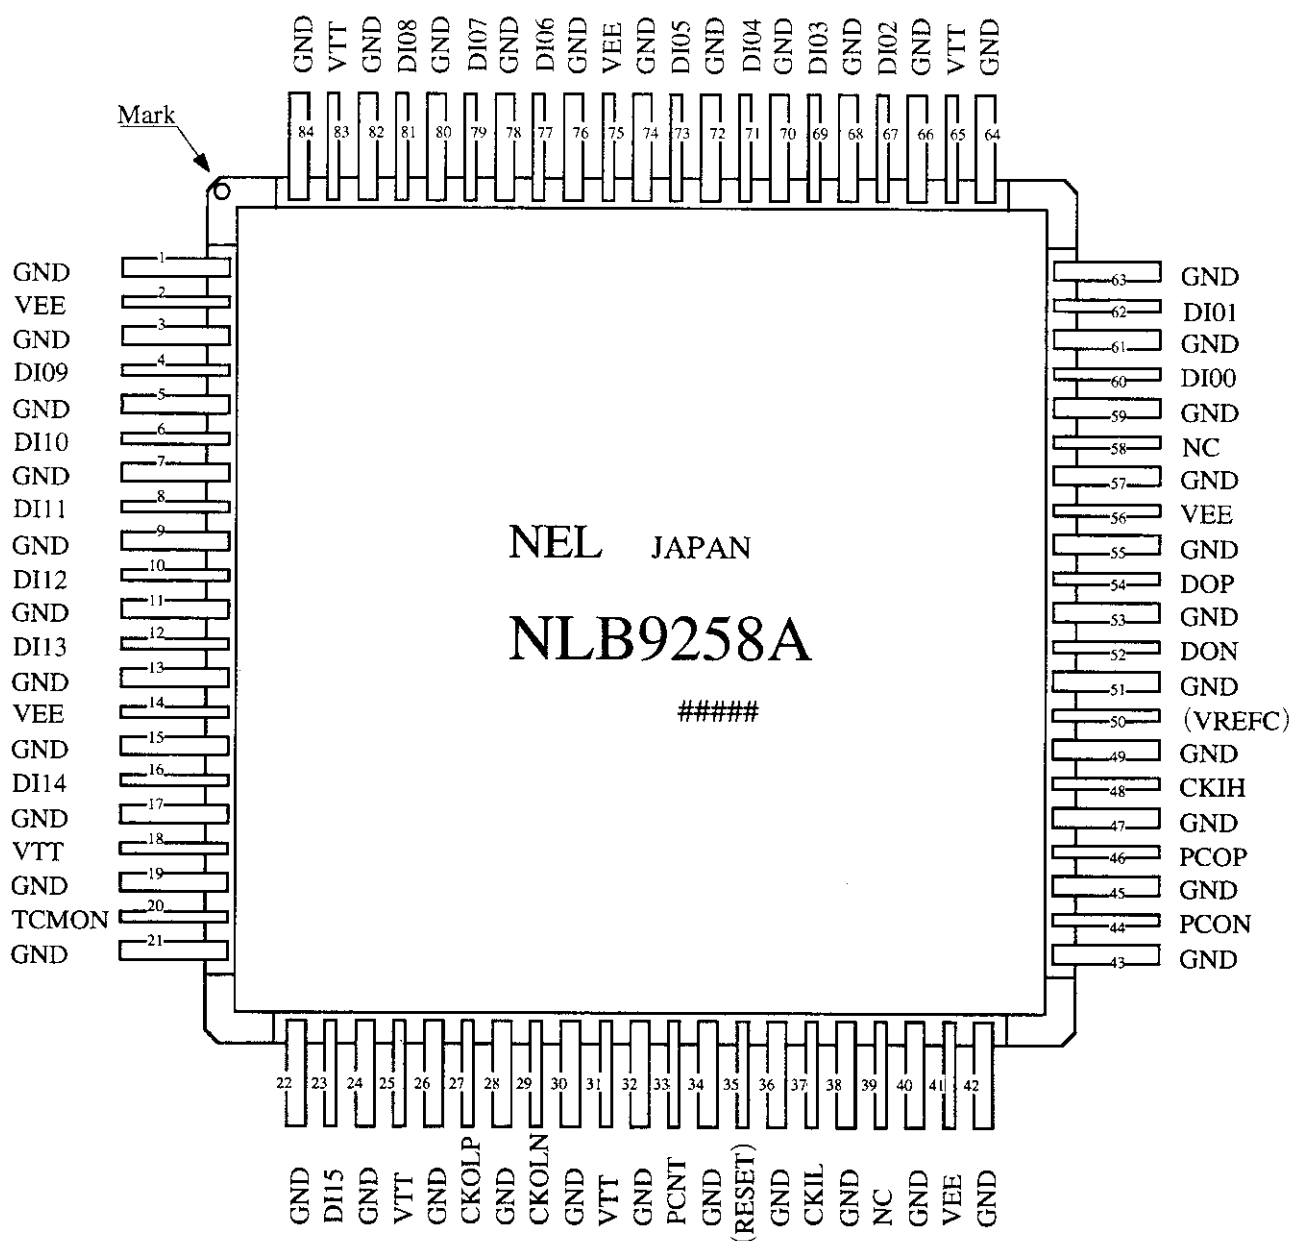 GND VTT GND DI08 GND DI07 GND DI06 GND VEE GND DI05 GND DI04 GND DI03 GND DI02 GND VTT GND
84 83 82 81 80 79 78 77 76 75 74 73 72 71 70 69 68 67 66 65 64
Mark
GND 1
VEE 2
GND 3
DI09 4
GND 5
DI10 6
GND 7
DI11 8
GND 9
DI12 10
GND 11
DI13 12
GND 13
VEE 14
GND 15
DI14 16
GND 17
VTT 18
GND 19
TCMON 20
GND 21
NEL JAPAN
NLB9258A
#####
63 GND
62 DI01
61 GND
60 DI00
59 GND
58 NC
57 GND
56 VEE
55 GND
54 DOP
53 GND
52 DON
51 GND
50 (VREFC)
49 GND
48 CKIH
47 GND
46 PCOP
45 GND
44 PCON
43 GND
22 23 24 25 26 27 28 29 30 31 32 33 34 35 36 37 38 39 40 41 42
GND DI15 GND VTT GND CKOLP GND CKOLN GND VTT GND PCNT GND (RESET) GND CKIL GND NC GND VEE GND